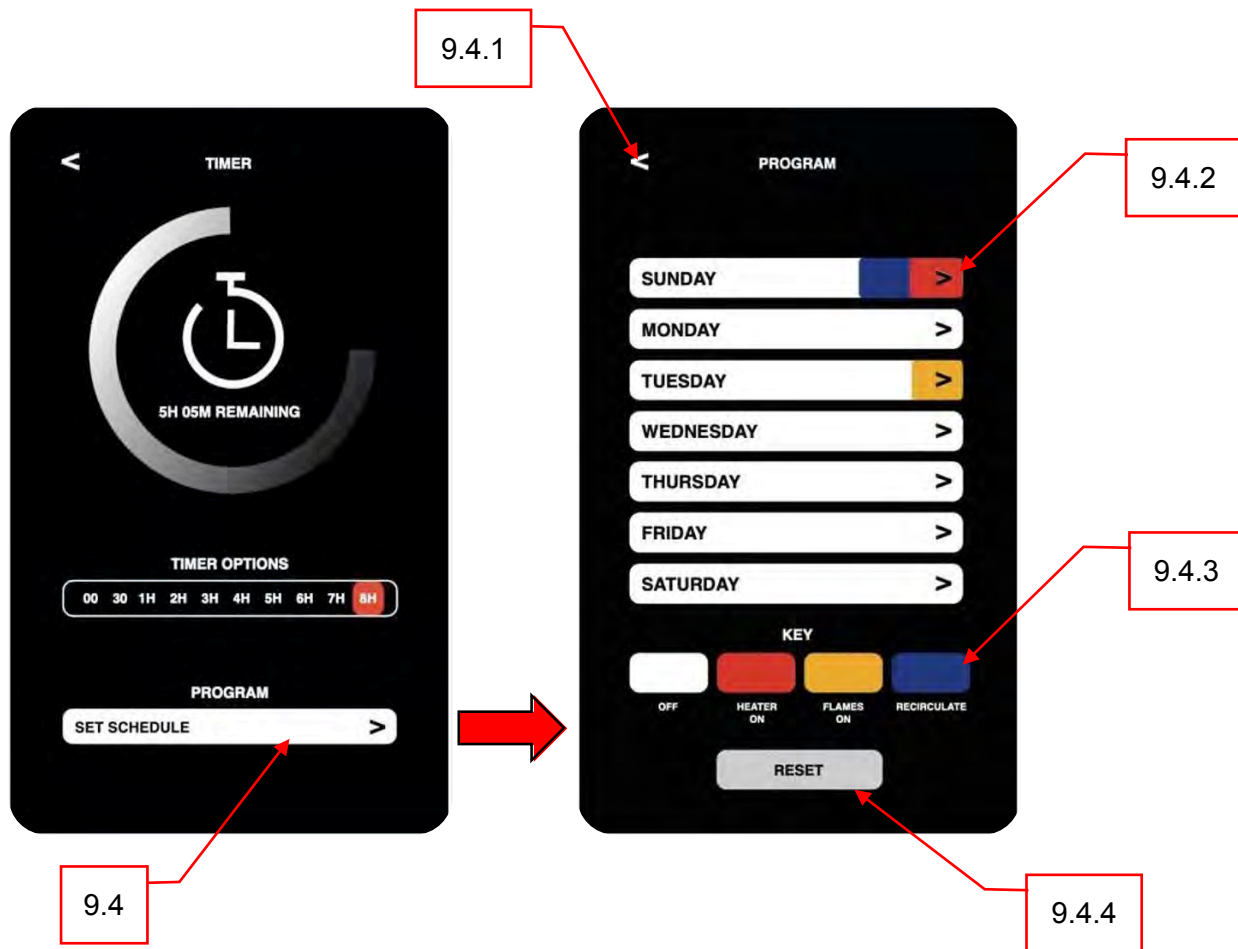 9.4.1
< TIMER
5H 05M REMAINING
TIMER OPTIONS
00 30 1H 2H 3H 4H 5H 6H 7H 8H
PROGRAM
SET SCHEDULE >
9.4
< PROGRAM
9.4.2
SUNDAY >
MONDAY >
TUESDAY >
WEDNESDAY >
THURSDAY >
FRIDAY >
SATURDAY >
9.4.3
KEY
OFF
HEATER
ON
FLAMES
ON
RECIRCULATE
RESET
9.4.4